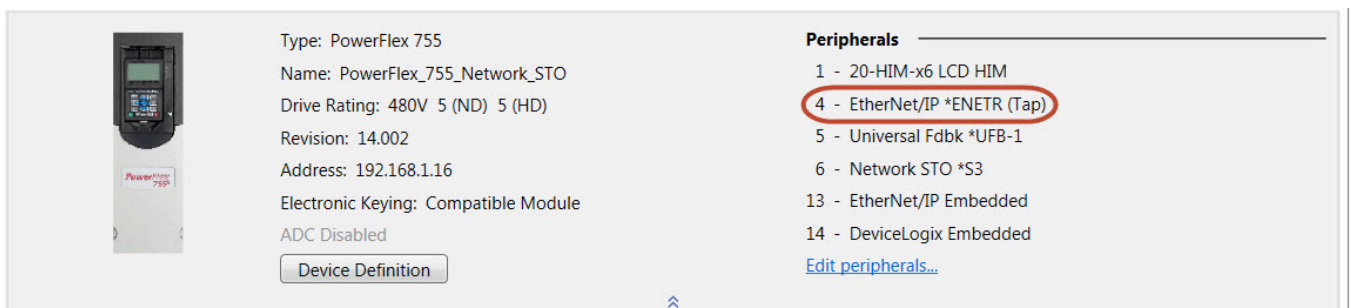 Type: PowerFlex 755
Name: PowerFlex_755_Network_STO
Drive Rating: 480V 5 (ND) 5 (HD)
Revision: 14.002
Address: 192.168.1.16
Electronic Keying: Compatible Module
ADC Disabled
Device Definition
Peripherals
1 - 20-HIM-x6 LCD HIM
4 - EtherNet/IP *ENETR (Tap)
5 - Universal Fdbk *UFB-1
6 - Network STO *S3
13 - EtherNet/IP Embedded
14 - DeviceLogix Embedded
Edit peripherals...
PowerFlex
755